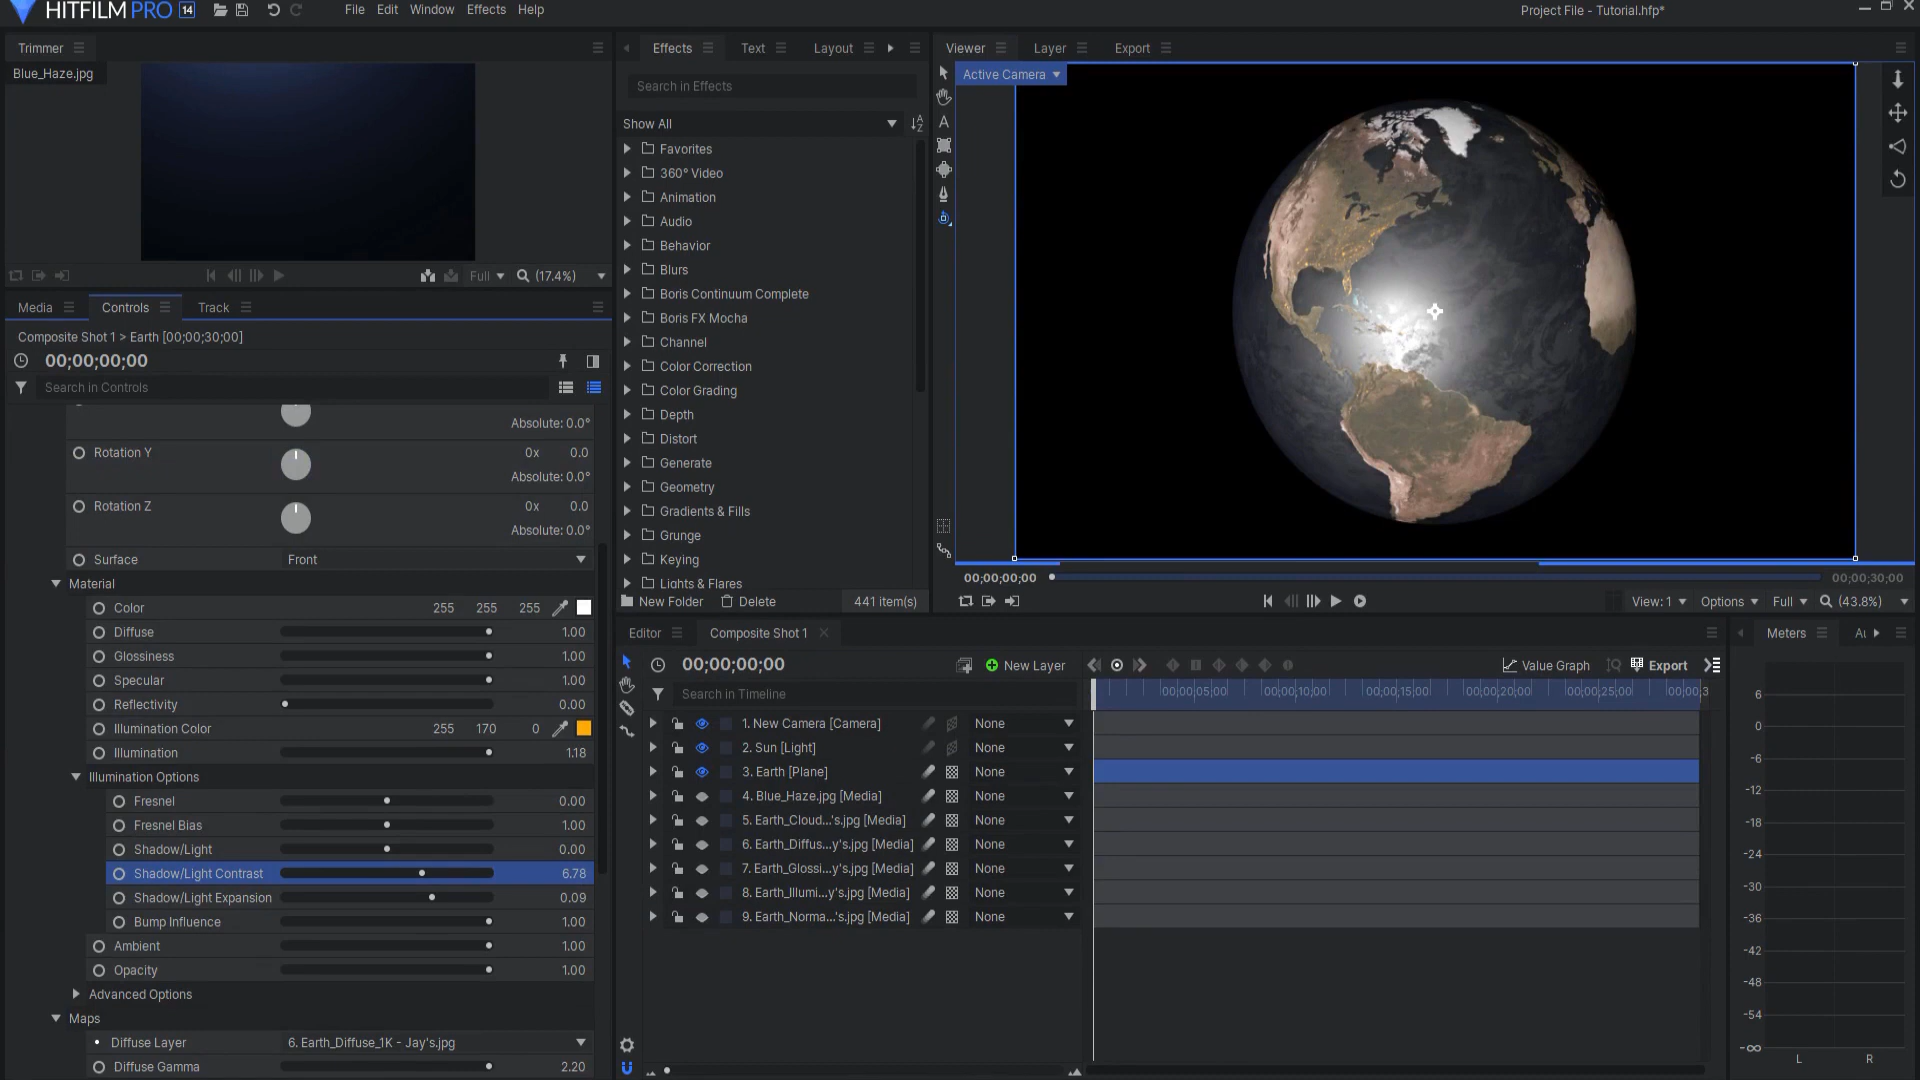 HITFILM PRO 14
File Edit Window Effects Help
Project File - Tutorial.hfp*
Trimmer
Blue_Haze.jpg
Full (17.4%)
Media Controls Track
Composite Shot 1 > Earth [00;00;30;00]
00;00;00;00
Search in Controls
Absolute: 0.0°
Rotation Y 0x 0.0
Absolute: 0.0°
Rotation Z 0x 0.0
Absolute: 0.0°
Surface Front
Material
Color 255 255 255
Diffuse 1.00
Glossiness 1.00
Specular 1.00
Reflectivity 0.00
Illumination Color 255 170 0
Illumination 1.18
Illumination Options
Fresnel 0.00
Fresnel Bias 1.00
Shadow/Light 0.00
Shadow/Light Contrast 6.78
Shadow/Light Expansion 0.09
Bump Influence 1.00
Ambient 1.00
Opacity 1.00
Advanced Options
Maps
Diffuse Layer 6. Earth_Diffuse_1K - Jay's.jpg
Diffuse Gamma 2.20
Effects Text Layout
Search in Effects
Show All
Favorites
360° Video
Animation
Audio
Behavior
Blurs
Boris Continuum Complete
Boris FX Mocha
Channel
Color Correction
Color Grading
Depth
Distort
Generate
Geometry
Gradients & Fills
Grunge
Keying
Lights & Flares
New Folder Delete 441 item(s)
Viewer Layer Export
Active Camera
00;00;00;00 00;00;30;00
View: 1 Options Full (43.8%)
Editor Composite Shot 1
00;00;00;00 New Layer Value Graph Export
Search in Timeline
00;00;05;00 00;00;10;00 00;00;15;00 00;00;20;00 00;00;25;00 00;00;3
1. New Camera [Camera] None
2. Sun [Light] None
3. Earth [Plane] None
4. Blue_Haze.jpg [Media] None
5. Earth_Cloud...'s.jpg [Media] None
6. Earth_Diffus...y's.jpg [Media] None
7. Earth_Glossi...y's.jpg [Media] None
8. Earth_Illumi...y's.jpg [Media] None
9. Earth_Norma...'s.jpg [Media] None
Meters
6
0
-6
-12
-18
-24
-30
-36
-42
-48
-54
-∞
L R